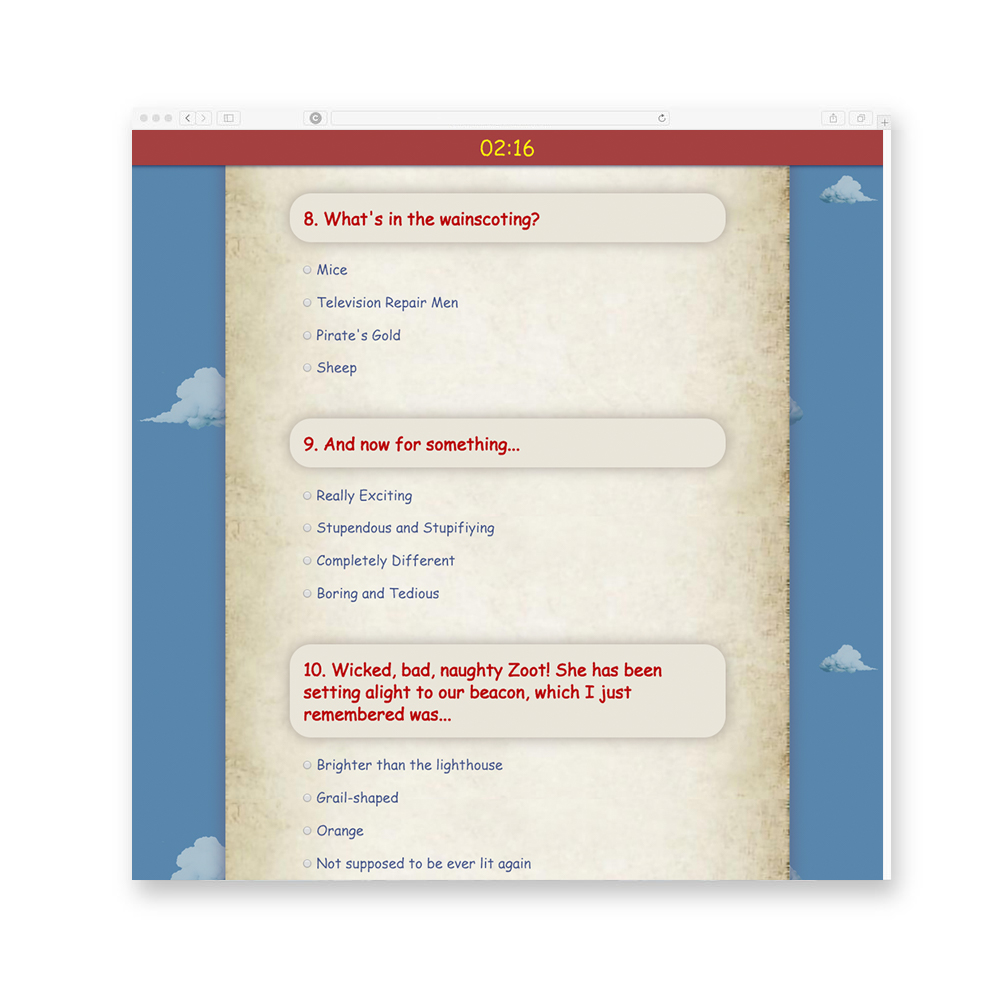 02:16
8. What's in the wainscoting?
Mice
Television Repair Men
Pirate's Gold
Sheep
9. And now for something...
Really Exciting
Stupendous and Stupifiying
Completely Different
Boring and Tedious
10. Wicked, bad, naughty Zoot! She has been
setting alight to our beacon, which I just
remembered was...
Brighter than the lighthouse
Grail-shaped
Orange
Not supposed to be ever lit again